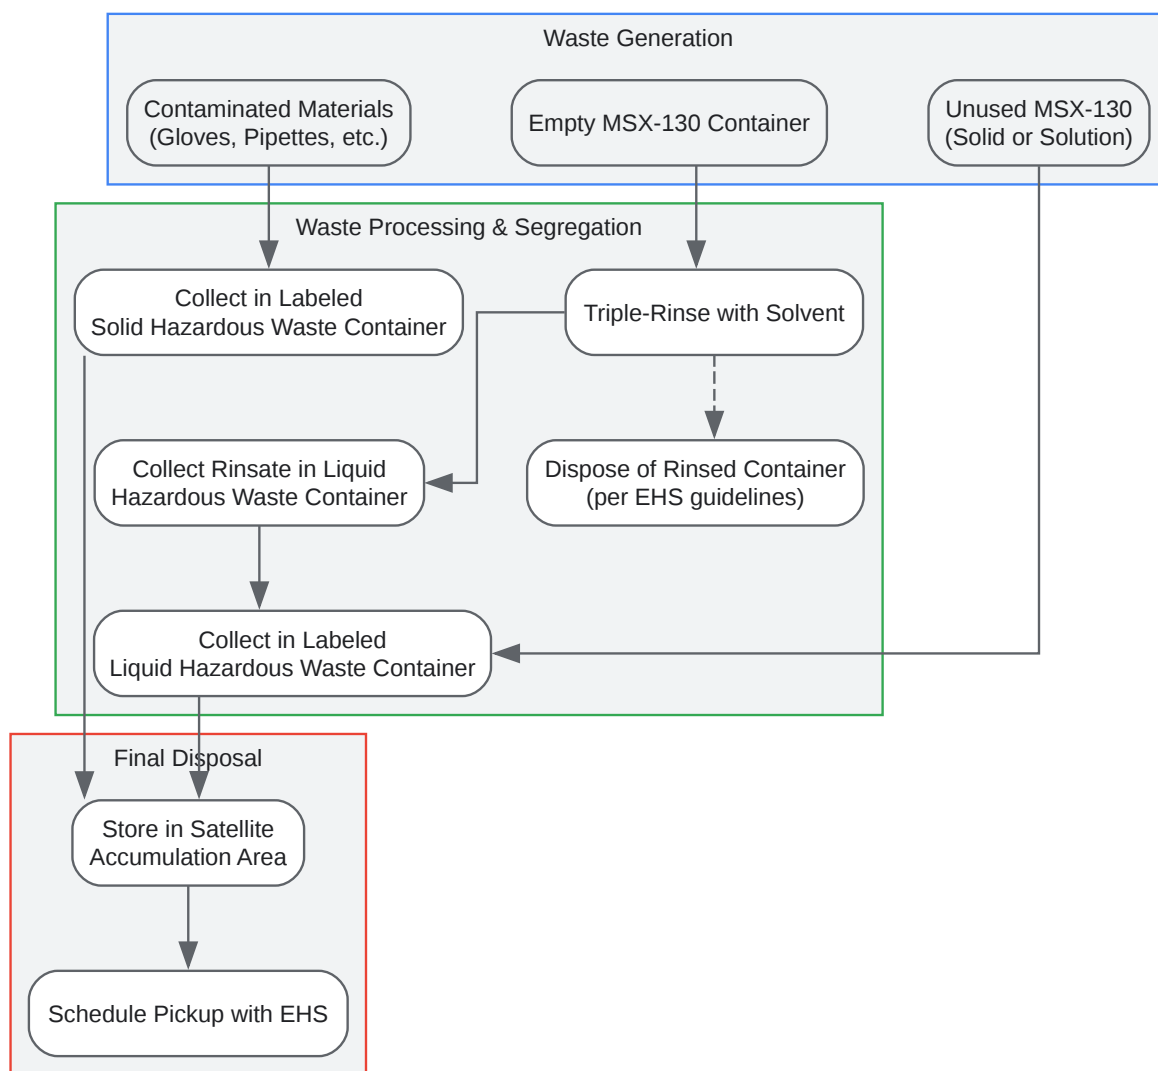 Waste Generation
Contaminated Materials
(Gloves, Pipettes, etc.)
Empty MSX-130 Container
Unused MSX-130
(Solid or Solution)
Waste Processing & Segregation
Collect in Labeled
Solid Hazardous Waste Container
Triple-Rinse with Solvent
Collect Rinsate in Liquid
Hazardous Waste Container
Dispose of Rinsed Container
(per EHS guidelines)
Collect in Labeled
Liquid Hazardous Waste Container
Final Disposal
Store in Satellite
Accumulation Area
Schedule Pickup with EHS